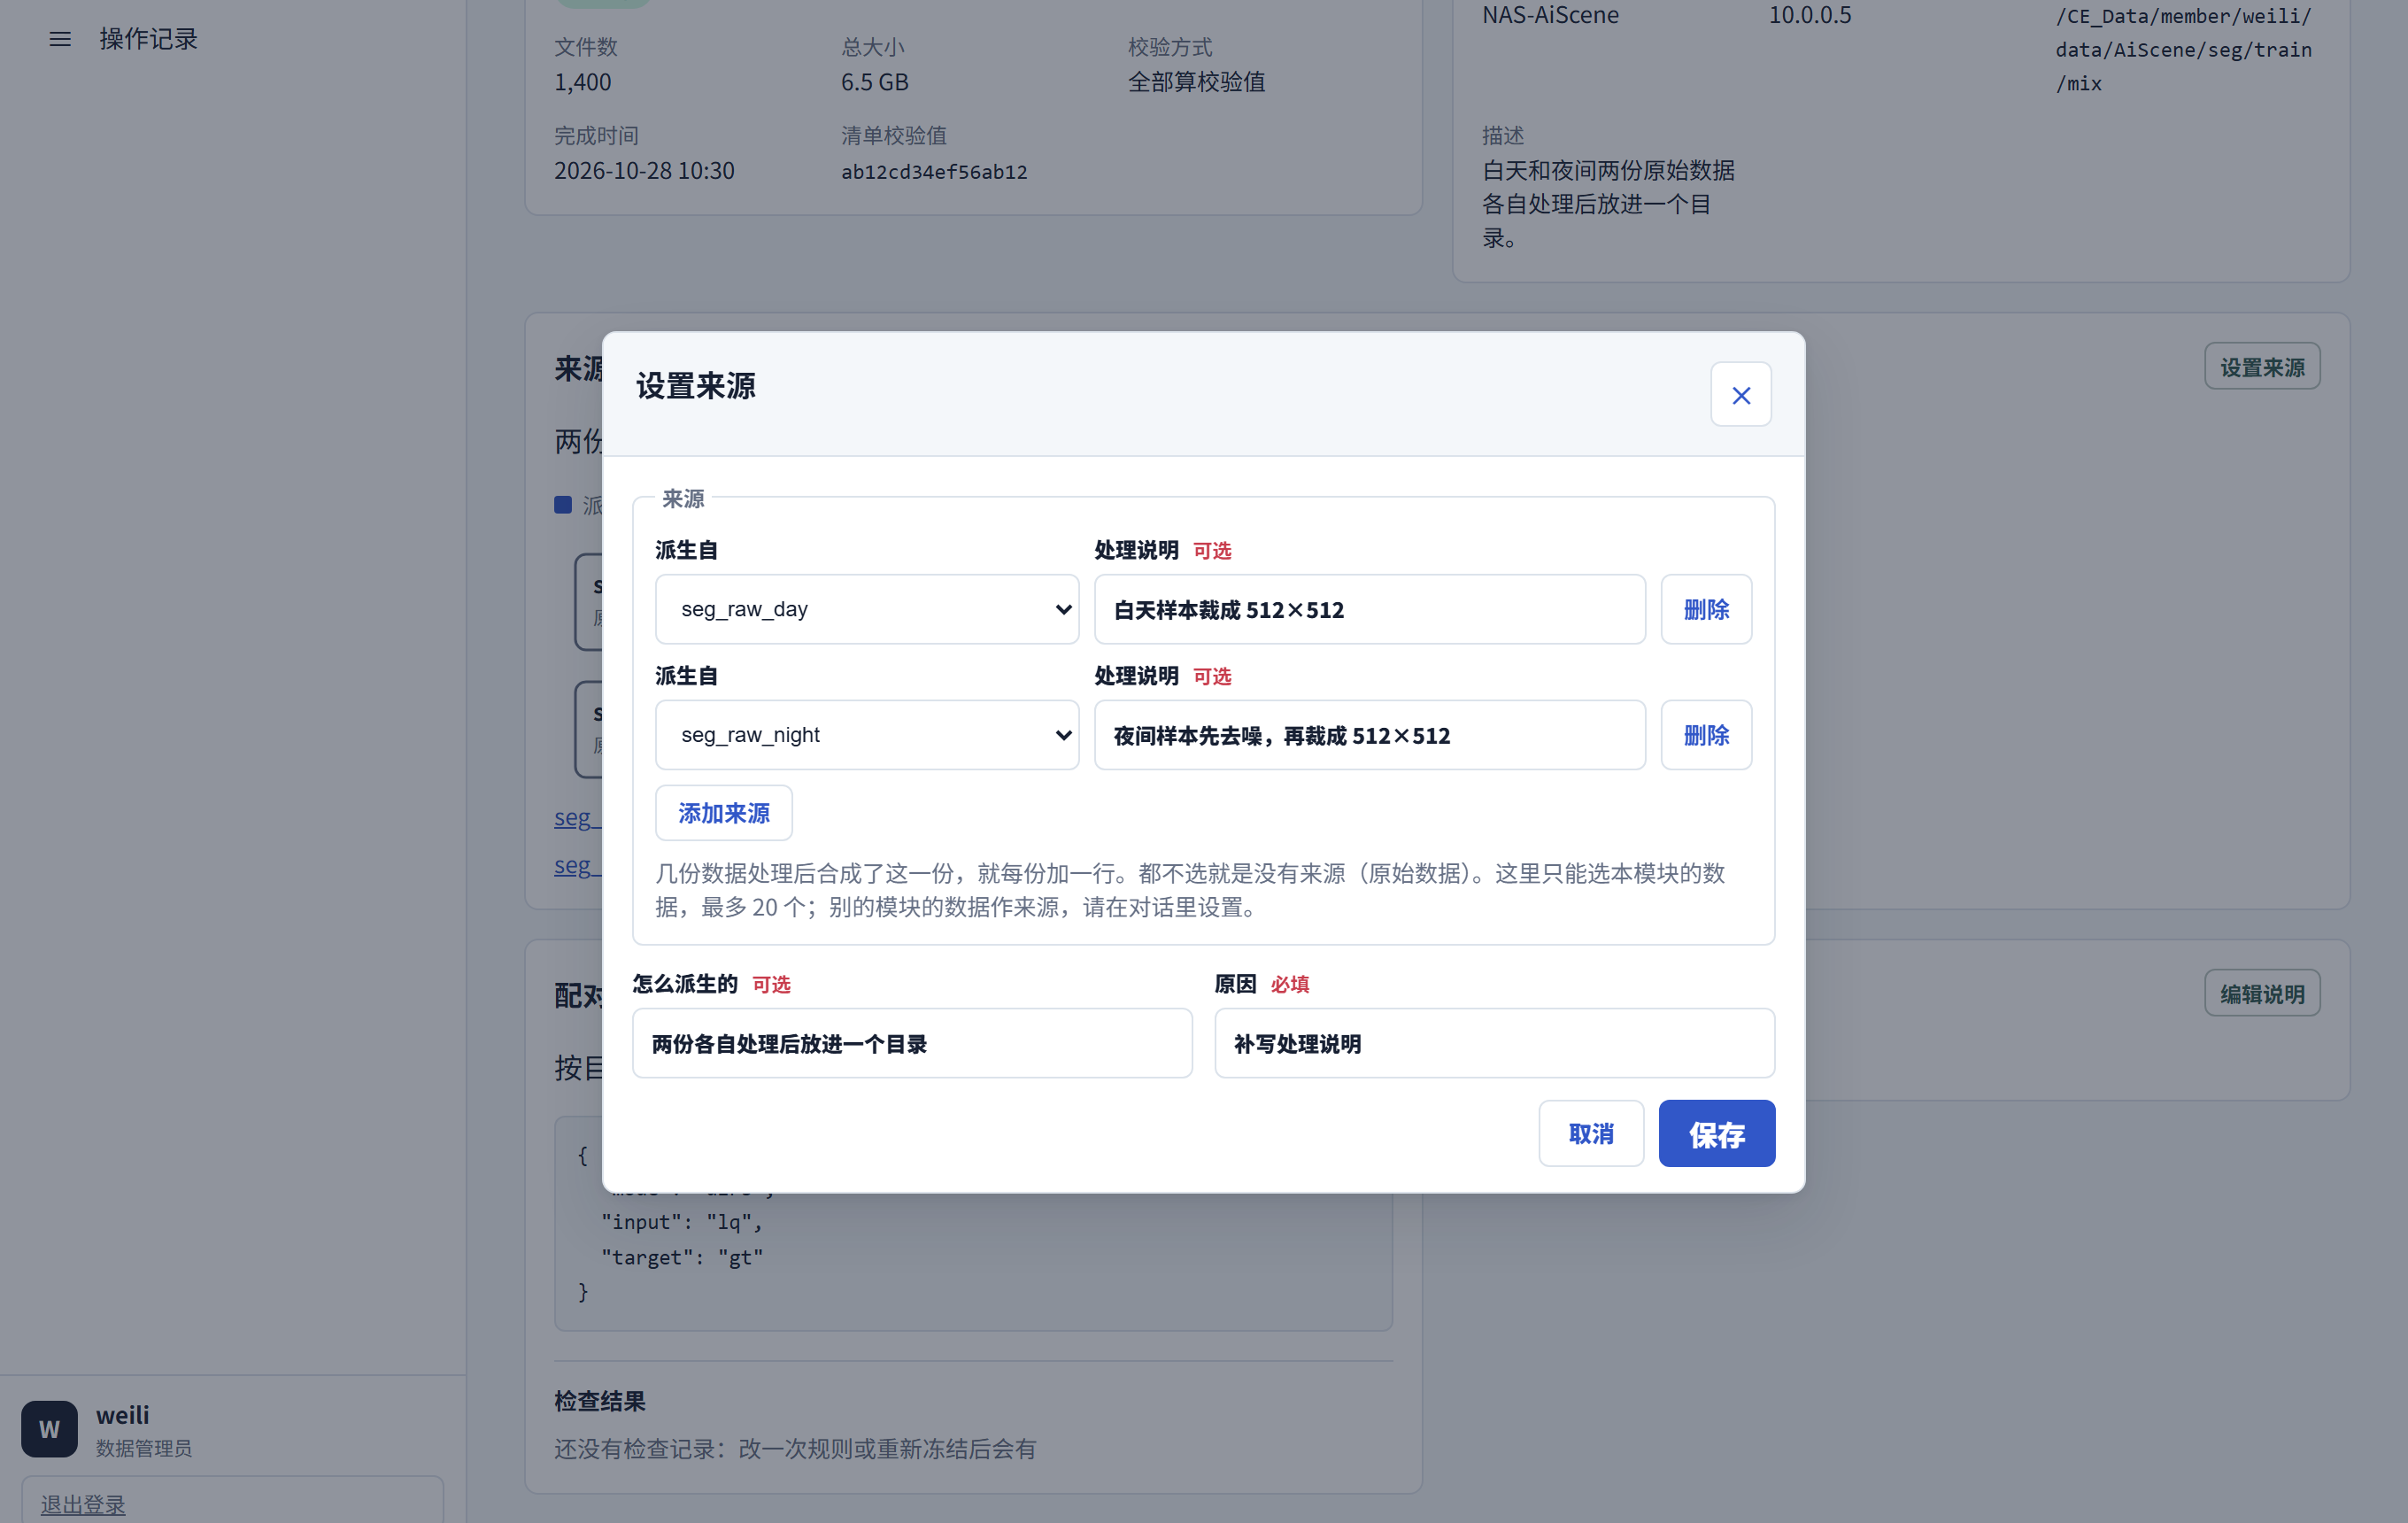 操作记录
文件数
总大小
校验方式
1,400
6.5 GB
全部算校验值
完成时间
清单校验值
2026-10-28 10:30
ab12cd34ef56ab12
NAS-AiScene
10.0.0.5
/CE_Data/member/weili/
data/AiScene/seg/train
/mix
描述
白天和夜间两份原始数据
各自处理后放进一个目
录。
来源
设置来源
两份
派
seg_
seg_
设置来源
来源
派生自
处理说明 可选
seg_raw_day
白天样本裁成 512×512
删除
派生自
处理说明 可选
seg_raw_night
夜间样本先去噪，再裁成 512×512
删除
添加来源
几份数据处理后合成了这一份，就每份加一行。都不选就是没有来源（原始数据）。这里只能选本模块的数
据，最多 20 个；别的模块的数据作来源，请在对话里设置。
怎么派生的 可选
原因 必填
两份各自处理后放进一个目录
补写处理说明
取消
保存
配对
编辑说明
按目
{
"input": "lq",
"target": "gt"
}
检查结果
还没有检查记录：改一次规则或重新冻结后会有
W
weili
数据管理员
退出登录